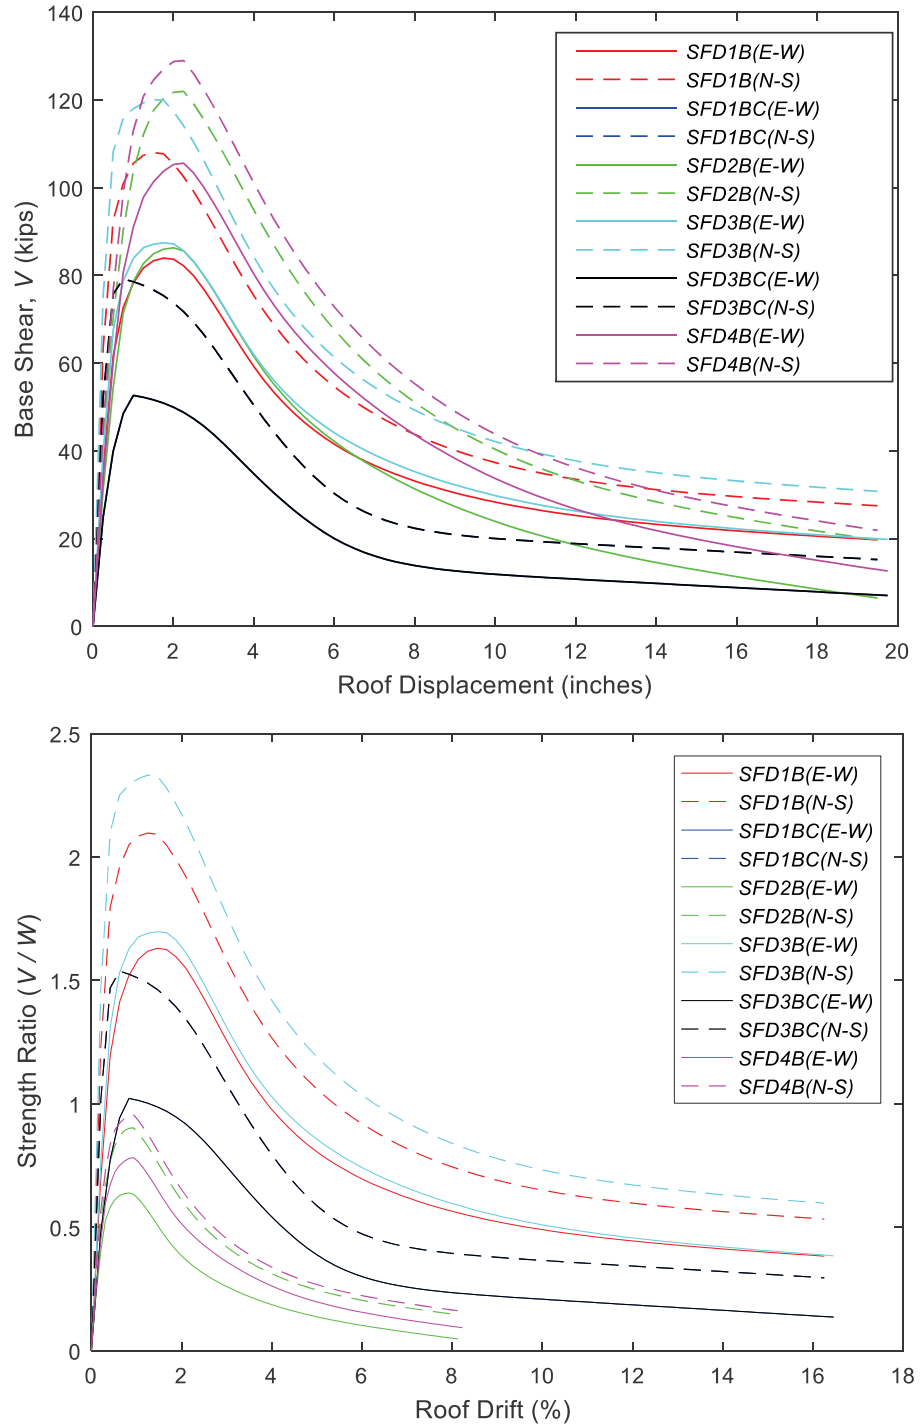 140
120
100
80
60
40
20
0
Base Shear, V (kips)
SFD1B(E-W)
SFD1B(N-S)
SFD1BC(E-W)
SFD1BC(N-S)
SFD2B(E-W)
SFD2B(N-S)
SFD3B(E-W)
SFD3B(N-S)
SFD3BC(E-W)
SFD3BC(N-S)
SFD4B(E-W)
SFD4B(N-S)
0 2 4 6 8 10 12 14 16 18 20
Roof Displacement (inches)
2.5
2
1.5
1
0.5
0
Strength Ratio (V / W)
SFD1B(E-W)
SFD1B(N-S)
SFD1BC(E-W)
SFD1BC(N-S)
SFD2B(E-W)
SFD2B(N-S)
SFD3B(E-W)
SFD3B(N-S)
SFD3BC(E-W)
SFD3BC(N-S)
SFD4B(E-W)
SFD4B(N-S)
0 2 4 6 8 10 12 14 16 18
Roof Drift (%)